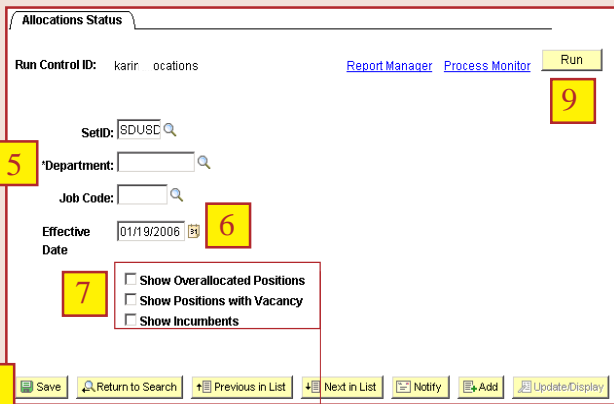 Allocations Status
Run Control ID: karir ocations Report Manager Process Monitor Run
9
SetID: SDUSD
5 *Department:
Job Code:
Effective Date 01/19/2006 6
7
Show Overallocated Positions
Show Positions with Vacancy
Show Incumbents
Save Return to Search Previous in List Next in List Notify Add Update/Display